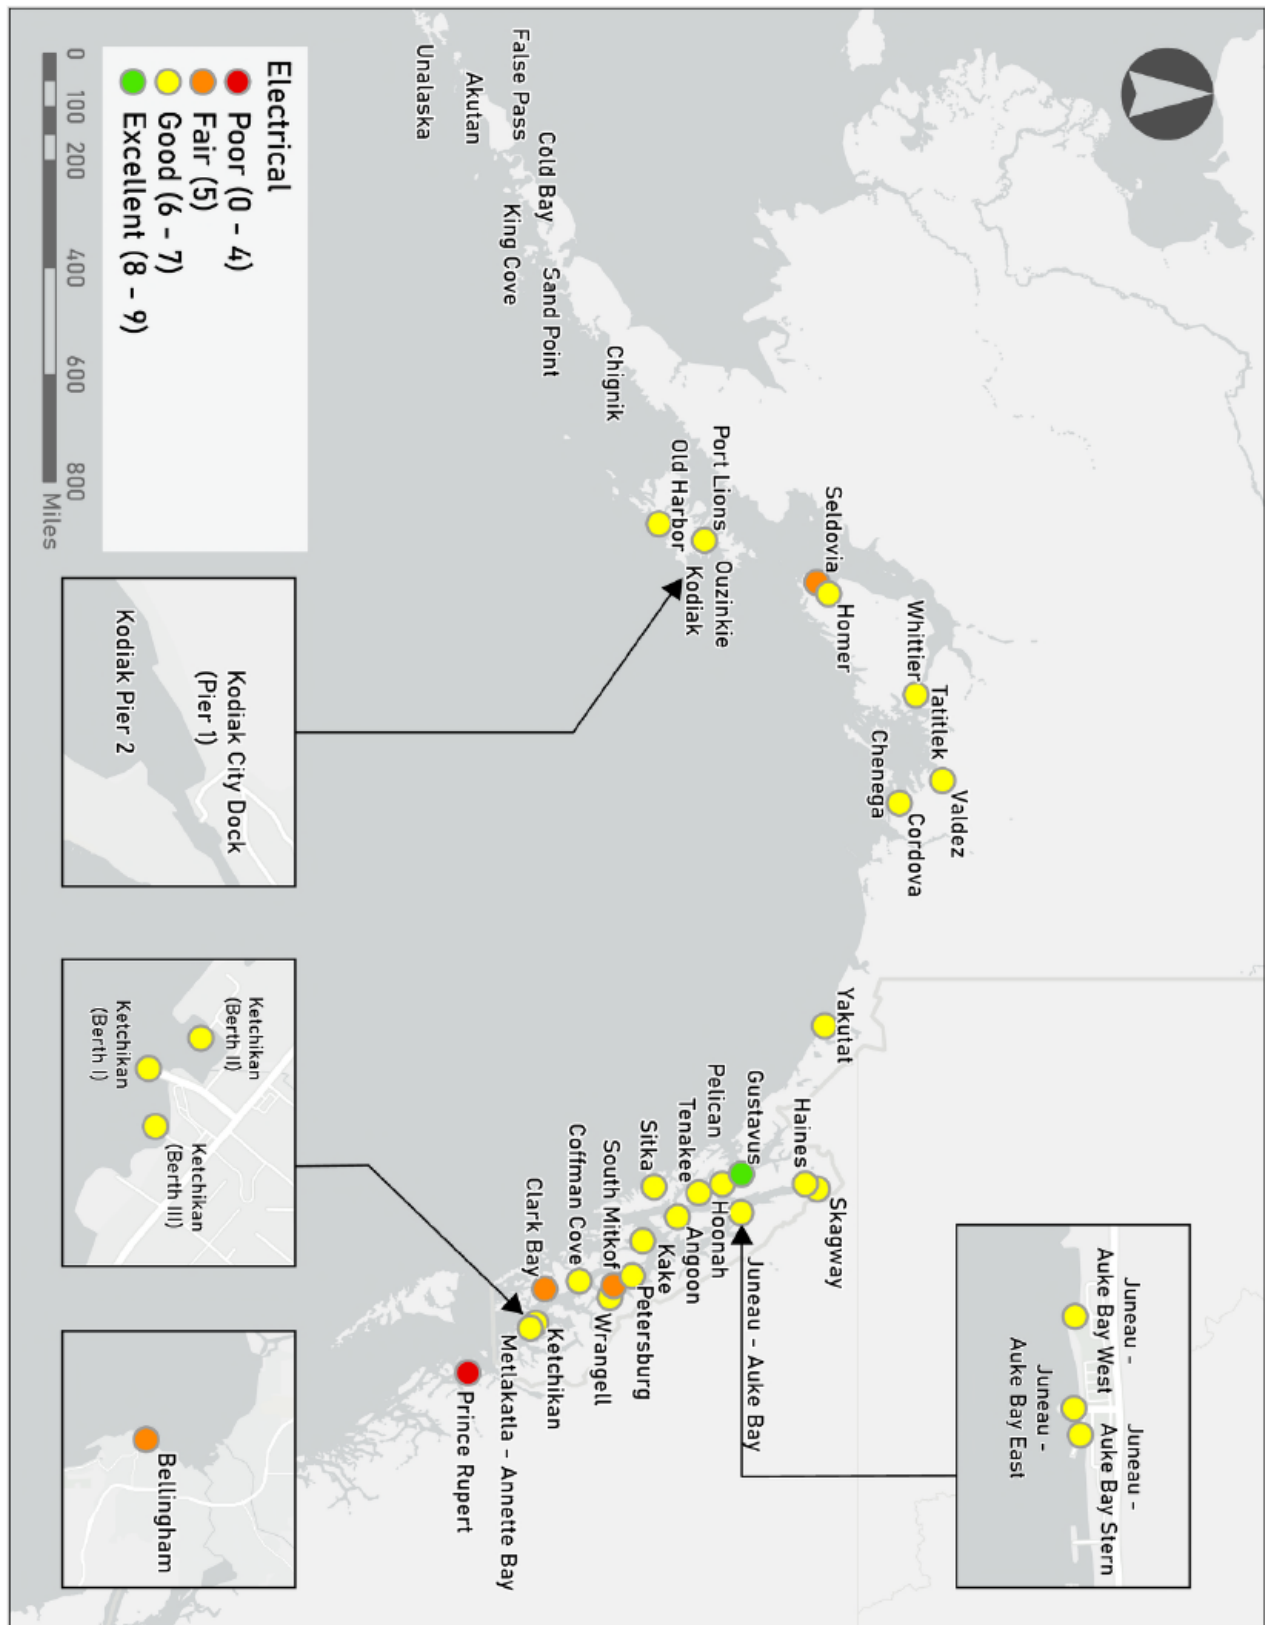 Juneau -
Auke Bay West
Juneau -
Auke Bay Stern
Juneau -
Auke Bay East
Valdez
Tatitlek
Whittier
Cordova
Chenega
Seldovia
Homer
Yakutat
Haines
Skagway
Gustavus
Pelican
Port Lions
Ouzinkie
Old Harbor
Kodiak
Juneau - Auke Bay
Hoonah
Tenakee
Angoon
Sitka
Kake
South Mitkof
Petersburg
Coffman Cove
Wrangell
Clark Bay
Ketchikan
Metlakatla - Annette Bay
Prince Rupert
Chignik
Sand Point
Cold Bay
King Cove
False Pass
Akutan
Unalaska
Electrical
Poor (0 - 4)
Fair (5)
Good (6 - 7)
Excellent (8 - 9)
0 100 200 400 600 800
Miles
Kodiak City Dock
(Pier 1)
Kodiak Pier 2
Ketchikan
(Berth II)
Ketchikan
(Berth III)
Ketchikan
(Berth I)
Bellingham